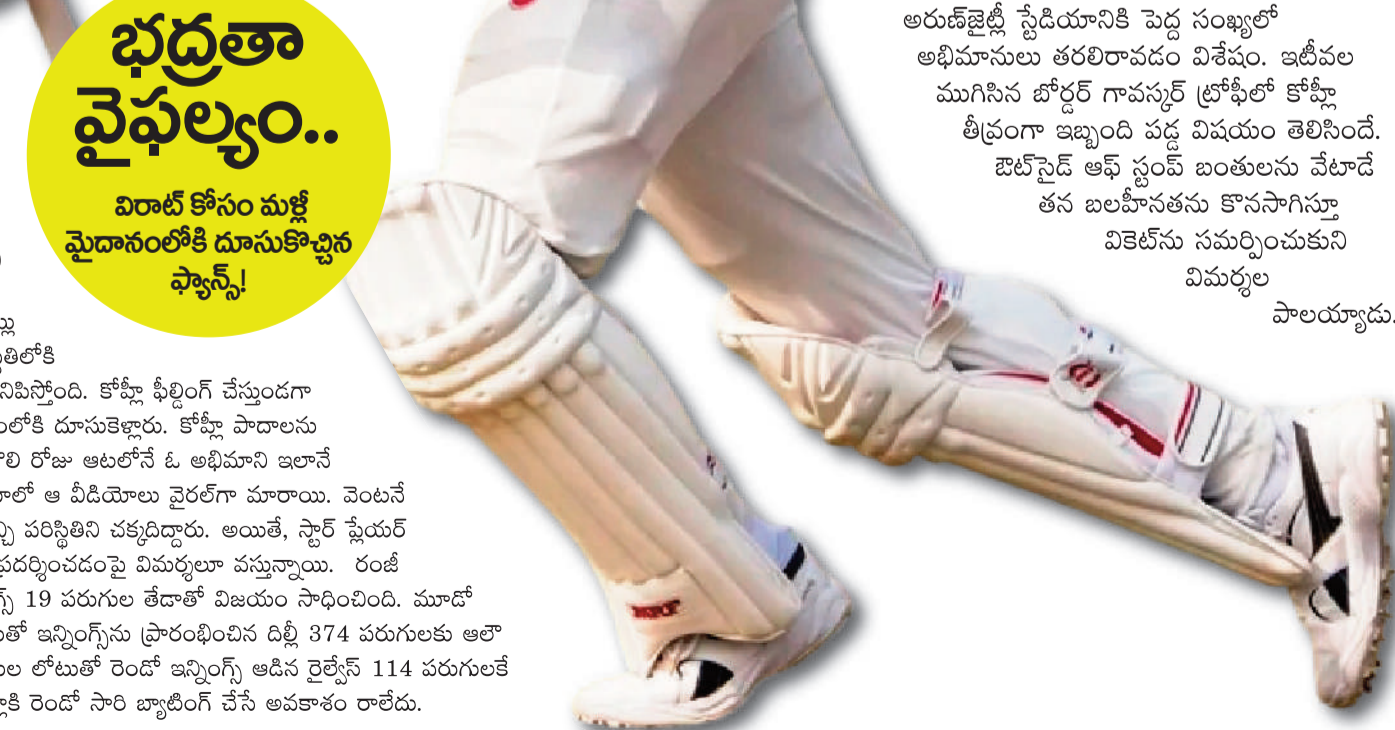 భద్రతా
వైఫల్యం..
విరాట్ కోసం మళ్లీ
మైదానంలోకి దూసుకొచ్చిన
ఫ్యాన్స్!
అరుణ్‌జైట్లీ స్టేడియానికి పెద్ద సంఖ్యలో
అభిమానులు తరలిరావడం విశేషం. ఇటీవల
ముగిసిన బోర్డర్ గావస్కర్ ట్రోఫీలో కోహ్లీ
తీవ్రంగా ఇబ్బంది పడ్డ విషయం తెలిసిందే.
ఔట్‌సైడ్ ఆఫ్ స్టంప్ బంతులను వేటాడే
తన బలహీనతను కొనసాగిస్తూ
వికెట్‌ను సమర్పించుకుని
విమర్శల
పాలయ్యాడు.
కోహ్లీ ఫీల్డింగ్ చేస్తుండగా
దూసుకెళ్లారు. కోహ్లీ పాదాలను
రోజు ఆటలోనే ఓ అభిమాని ఇలానే
ఆ వీడియోలు వైరల్‌గా మారాయి. వెంటనే
పరిస్థితిని చక్కదిద్దారు. అయితే, స్టార్ ప్లేయర్
ప్రదర్శించడంపై విమర్శలూ వస్తున్నాయి. రంజీ
19 పరుగుల తేడాతో విజయం సాధించింది. మూడో
ఇన్నింగ్స్‌ను ప్రారంభించిన దిల్లీ 374 పరుగులకు ఆలౌ
లోటుతో రెండో ఇన్నింగ్స్ ఆడిన రైల్వేస్ 114 పరుగులకే
రెండో సారి బ్యాటింగ్ చేసే అవకాశం రాలేదు.